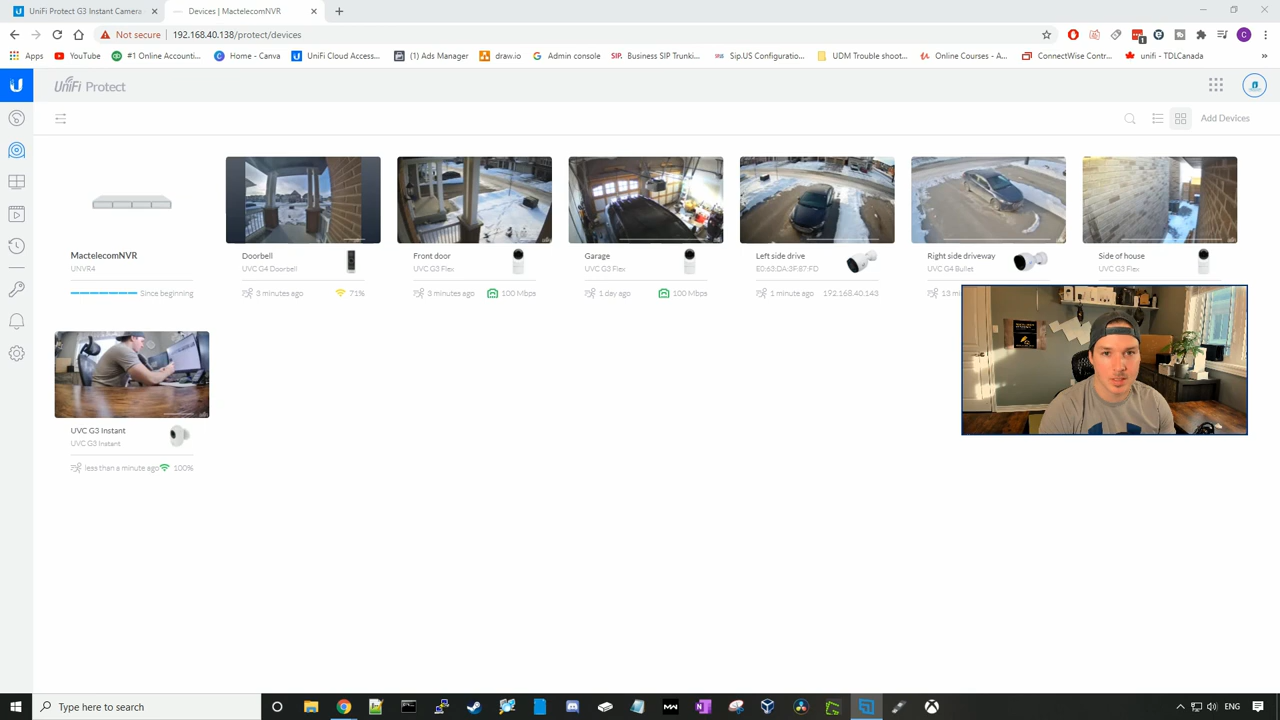 UniFi Protect G3 Instant Camera
Devices | MactelecomNVR
Not secure
192.168.40.138/protect/devices
Apps
YouTube
#1 Online Accounti...
Home - Canva
UniFi Cloud Access...
(1) Ads Manager
draw.io
Admin console
SIP. Business SIP Trunki...
Sip.US Configuratio...
UDM Trouble shoot...
Online Courses - A...
ConnectWise Contr...
unifi - TDLCanada
UniFi Protect
Add Devices
MactelecomNVR
UNVR4
Since beginning
Doorbell
UVC G4 Doorbell
3 minutes ago 71%
Front door
UVC G3 Flex
3 minutes ago 100 Mbps
Garage
UVC G3 Flex
1 day ago 100 Mbps
Left side drive
E0:63:DA:3F:87:FD
1 minute ago 192.168.40.143
Right side driveway
UVC G4 Bullet
13 mi
Side of house
UVC G3 Flex
UVC G3 Instant
UVC G3 Instant
less than a minute ago 100%
Type here to search
ENG